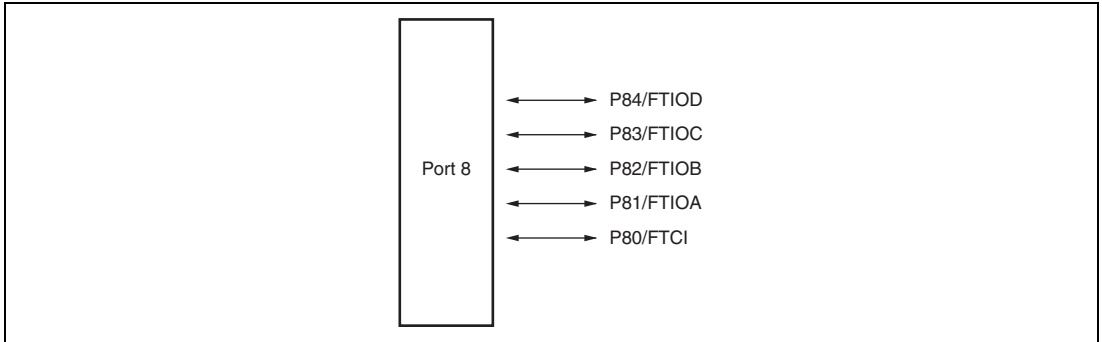 Port 8
P84/FTIOD
P83/FTIOC
P82/FTIOB
P81/FTIOA
P80/FTCI